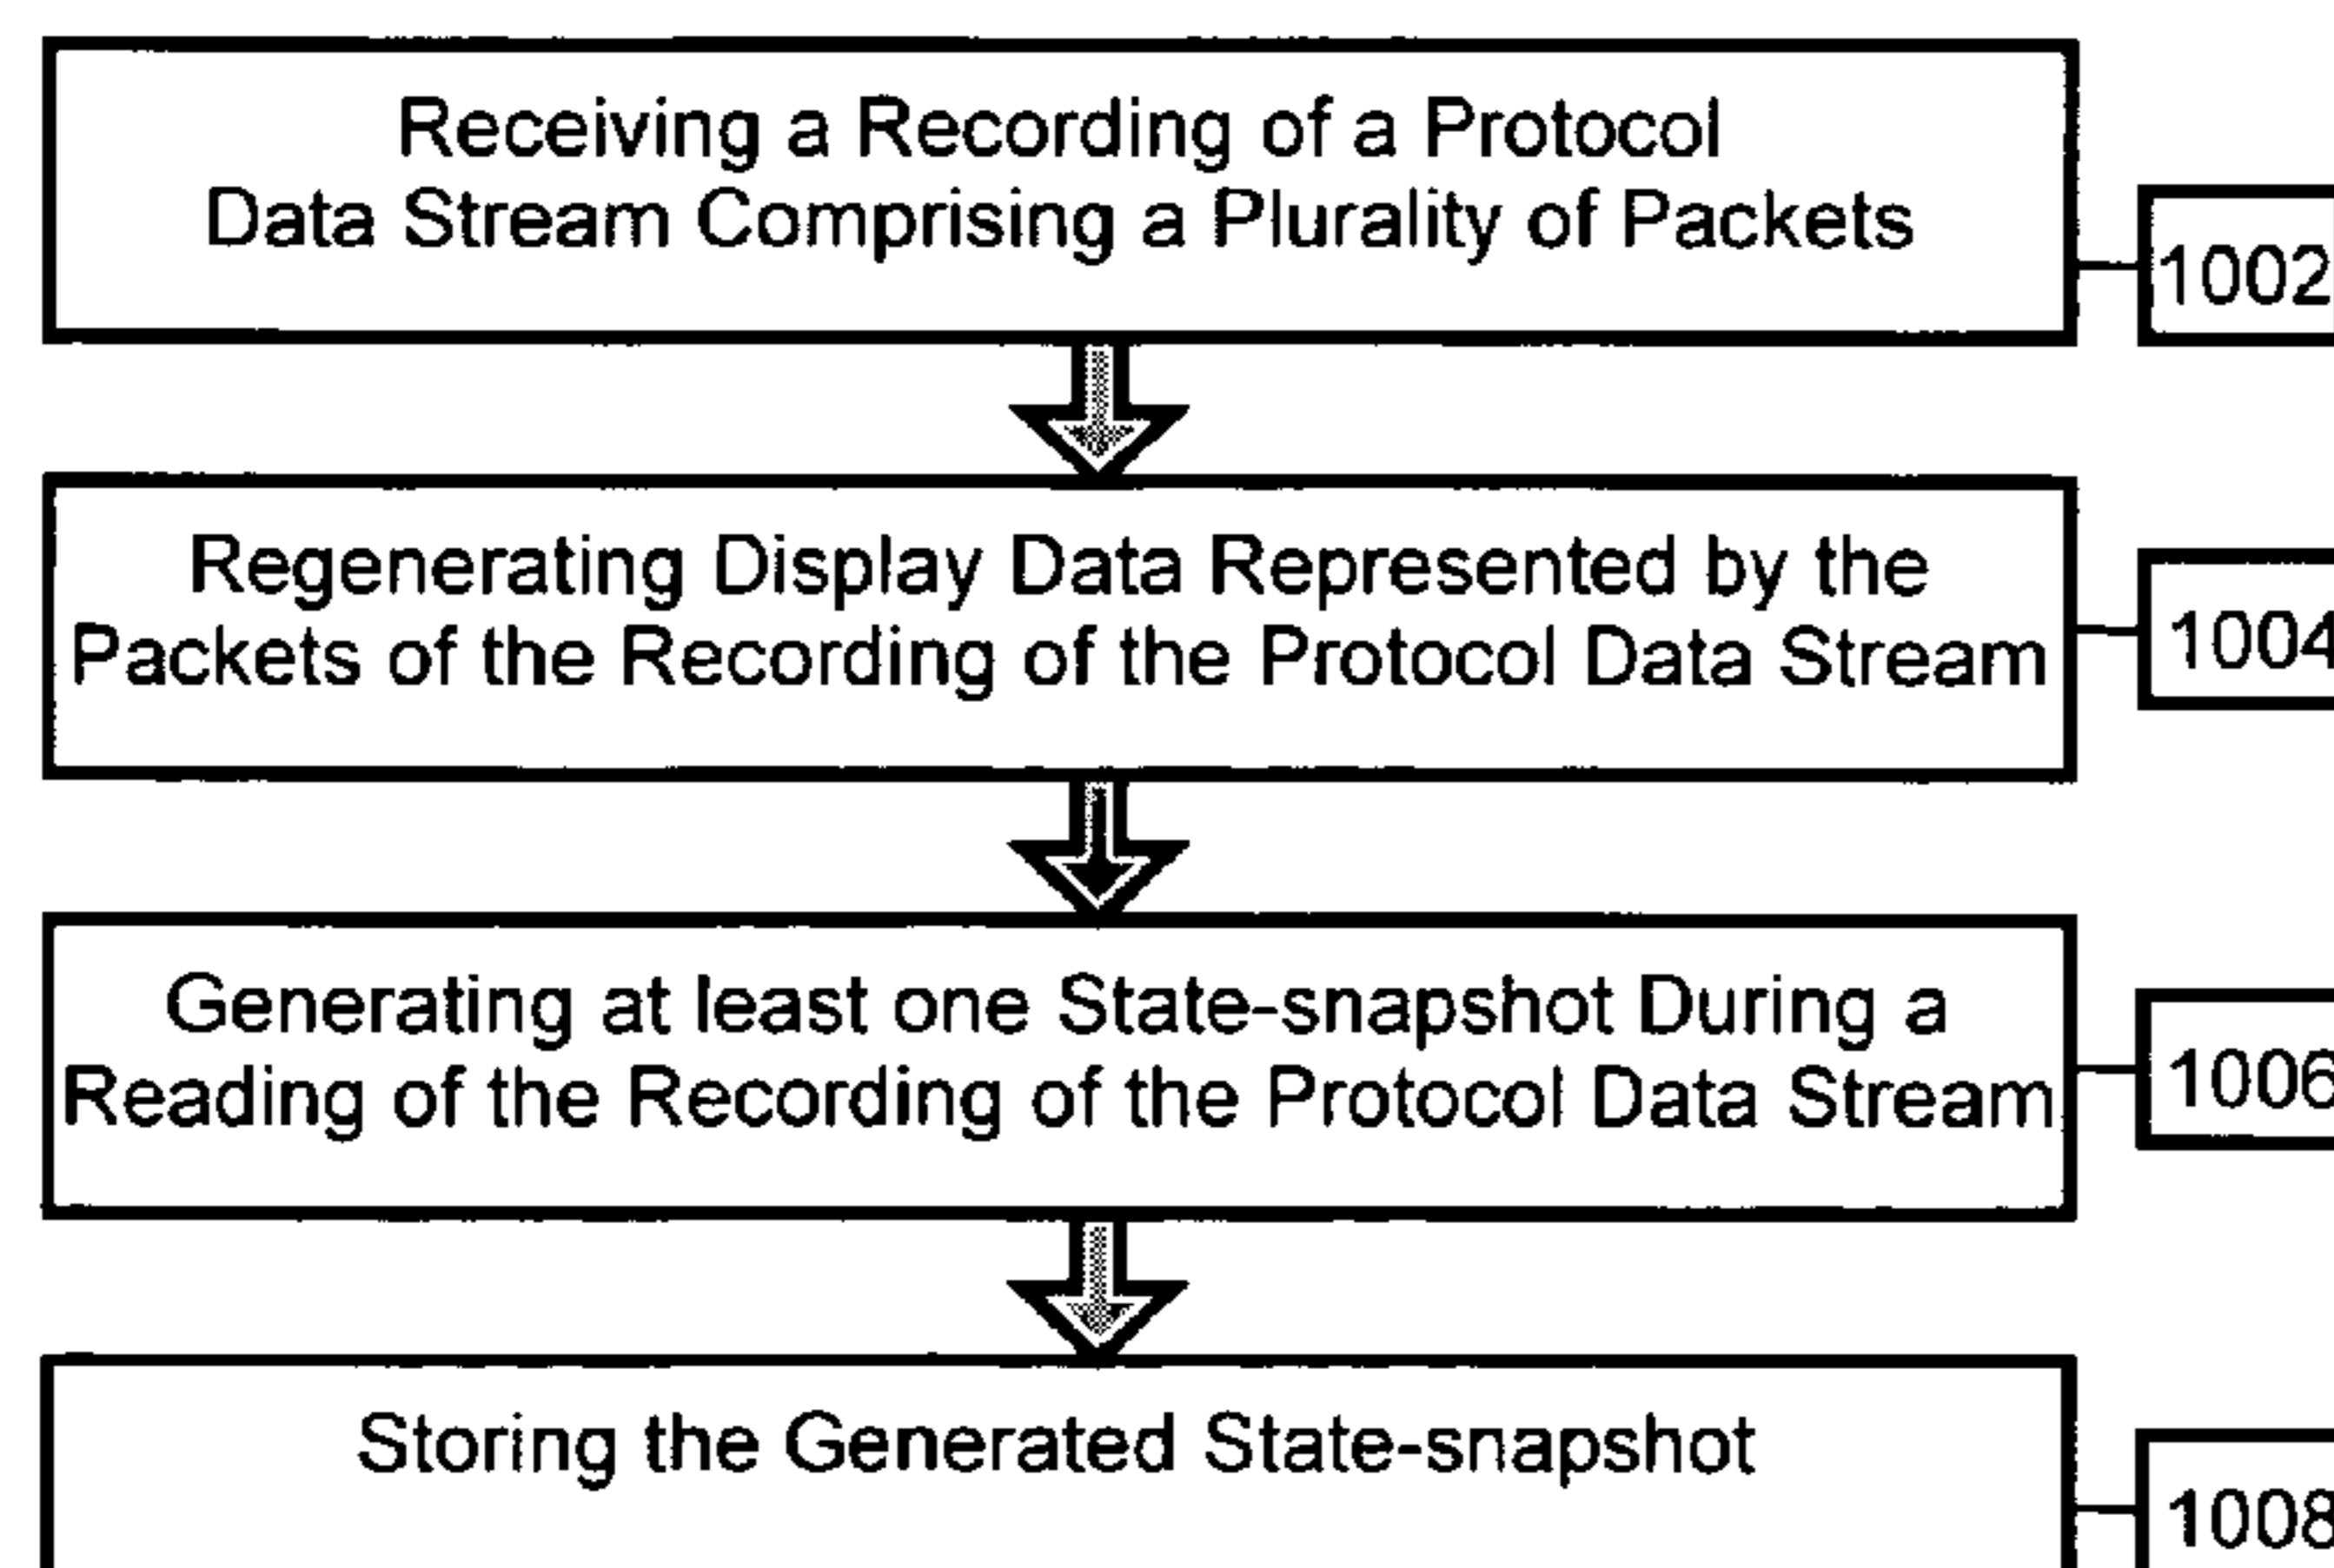 Receiving a Recording of a Protocol
Data Stream Comprising a Plurality of Packets
1002
Regenerating Display Data Represented by the
Packets of the Recording of the Protocol Data Stream
1004
Generating at least one State-snapshot During a
Reading of the Recording of the Protocol Data Stream
1006
Storing the Generated State-snapshot
1008